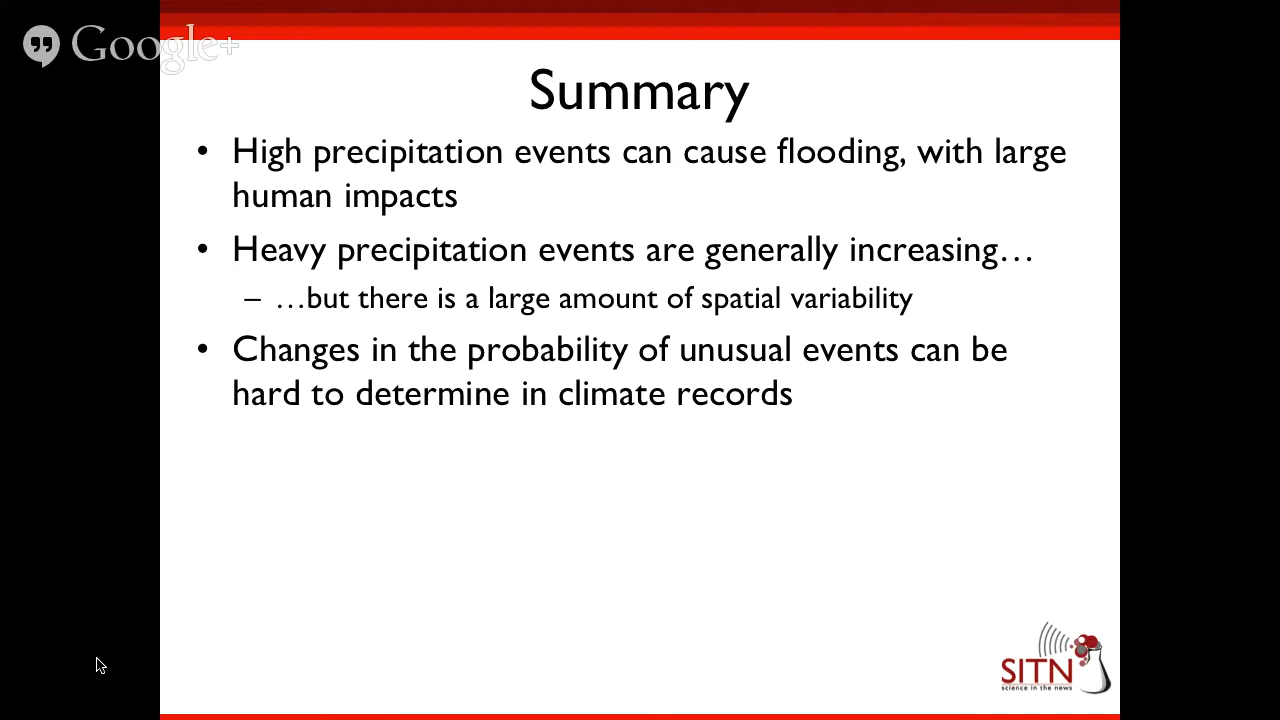 Google+
Summary
• High precipitation events can cause flooding, with large
human impacts
• Heavy precipitation events are generally increasing…
– …but there is a large amount of spatial variability
• Changes in the probability of unusual events can be
hard to determine in climate records
SITN
science in the news